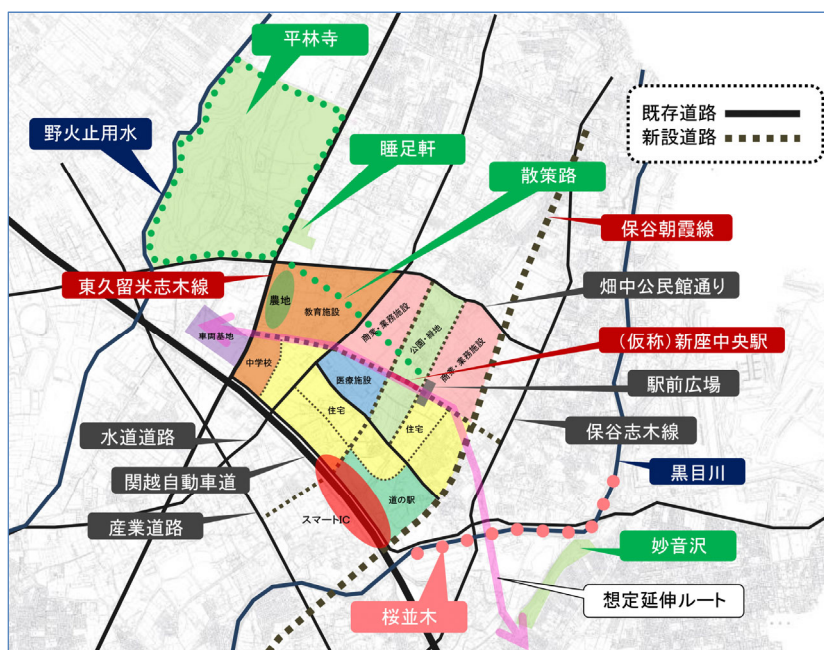 平林寺
既存道路
新設道路
野火止用水
睡足軒
散策路
保谷朝霞線
東久留米志木線
農地
教育施設
商業・業務施設
公園・緑地
商業・業務施設
畑中公民館通り
車両基地
中学校
(仮称)新座中央駅
医療施設
駅前広場
住宅
住宅
水道道路
保谷志木線
関越自動車道
黒目川
道の駅
産業道路
スマートIC
妙音沢
想定延伸ルート
桜並木